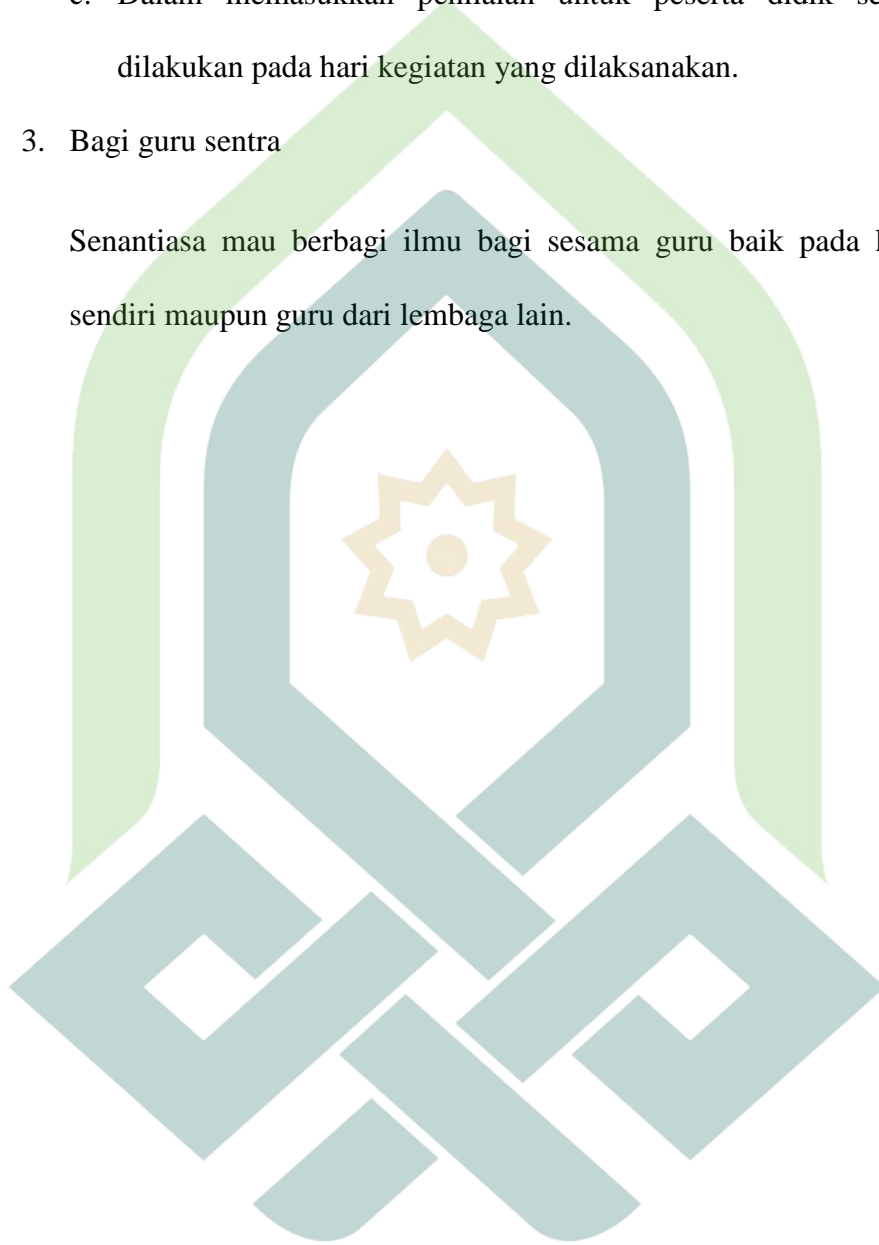 Dalam memasukkan penilaian untuk peserta didik
dilakukan pada hari kegiatan yang dilaksanakan.
3. Bagi guru sentra
Senantiasa mau berbagi ilmu bagi sesama guru baik pada
sendiri maupun guru dari lembaga lain.